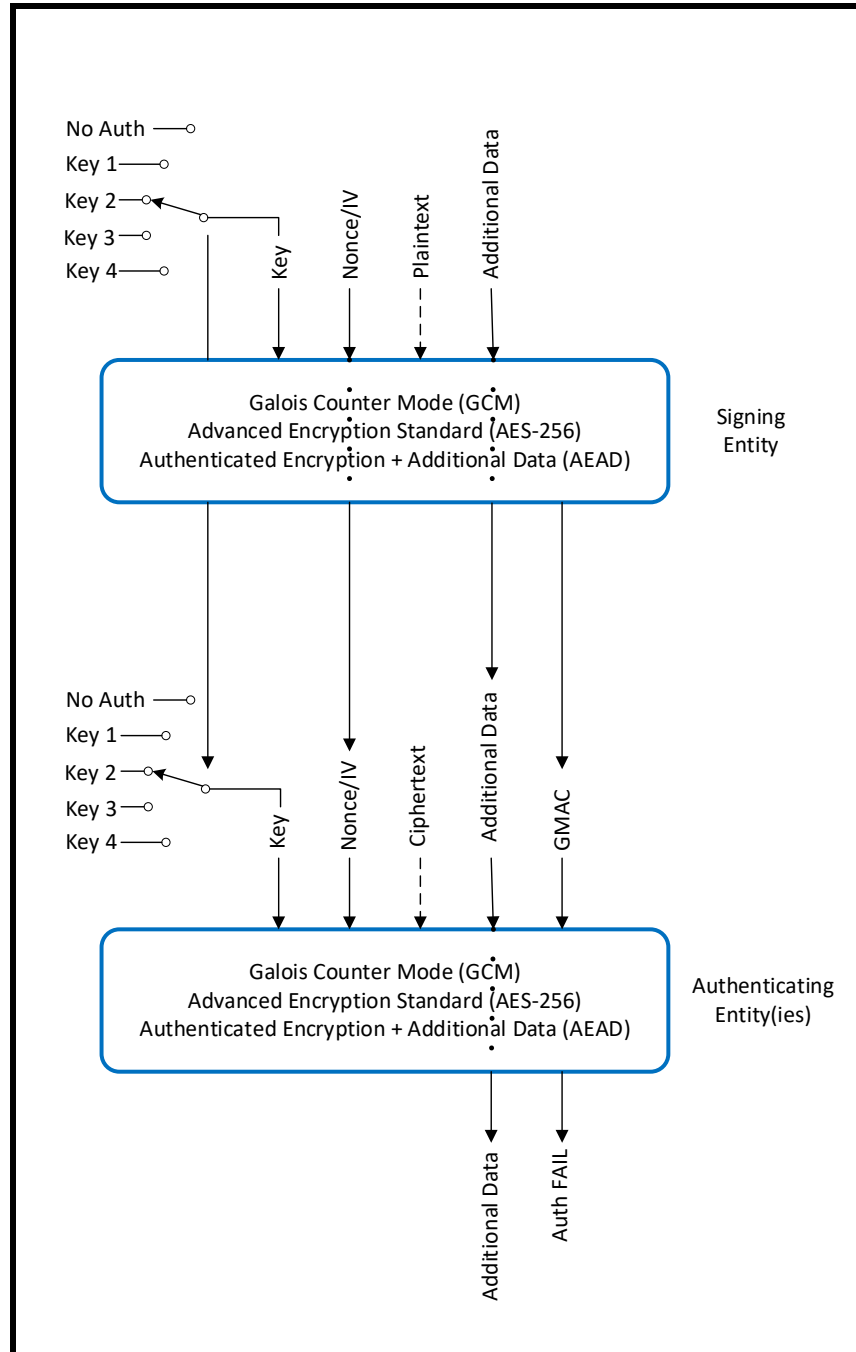 No Auth
Key 1
Key 2
Key 3
Key 4
Key
Nonce/IV
Plaintext
Additional Data
Galois Counter Mode (GCM)
Advanced Encryption Standard (AES-256)
Authenticated Encryption + Additional Data (AEAD)
Signing
Entity
No Auth
Key 1
Key 2
Key 3
Key 4
Key
Nonce/IV
Ciphertext
Additional Data
GMAC
Galois Counter Mode (GCM)
Advanced Encryption Standard (AES-256)
Authenticated Encryption + Additional Data (AEAD)
Authenticating
Entity(ies)
Additional Data
Auth FAIL